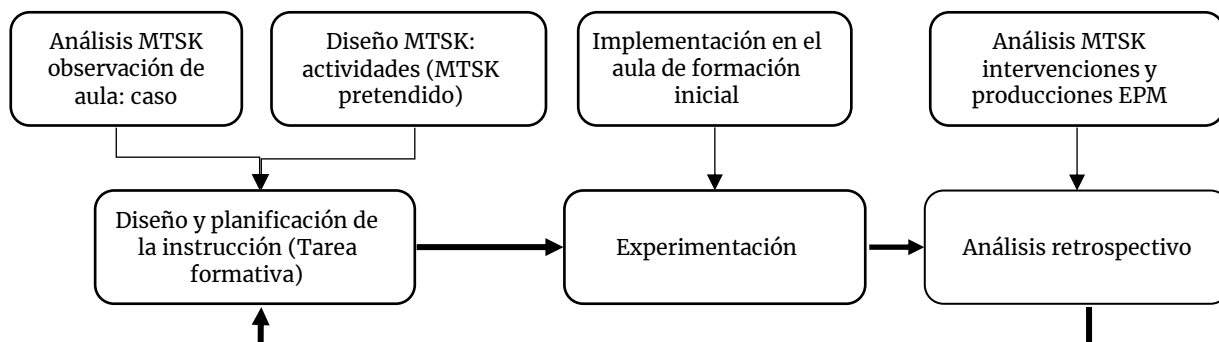 Análisis MTSK
observación de
aula: caso
Diseño MTSK:
actividades (MTSK
pretendido)
Implementación en el
aula de formación
inicial
Análisis MTSK
intervenciones y
producciones EPM
Diseño y planificación de
la instrucción (Tarea
formativa)
Experimentación
Análisis retrospectivo